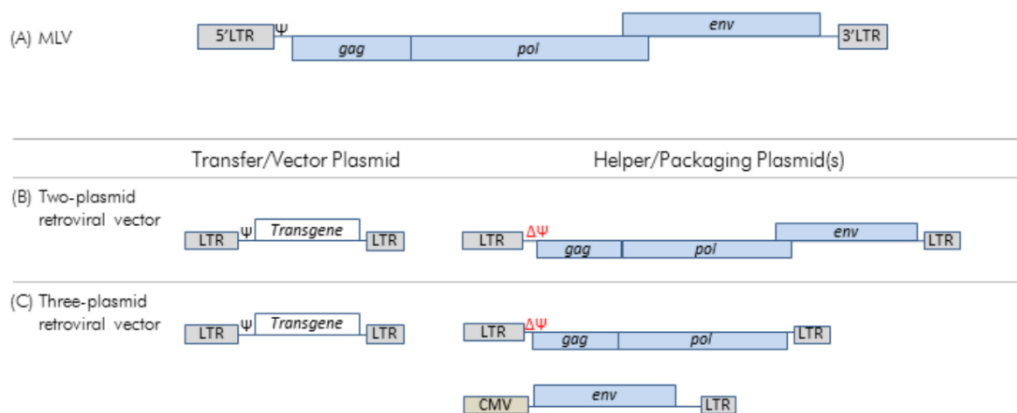 (A) MLV
5'LTR Ψ gag pol env 3'LTR
Transfer/Vector Plasmid Helper/Packaging Plasmid(s)
(B) Two-plasmid
retroviral vector
LTR Ψ Transgene LTR LTR ΔΨ gag pol env LTR
(C) Three-plasmid
retroviral vector
LTR Ψ Transgene LTR LTR ΔΨ gag pol LTR
CMV env LTR